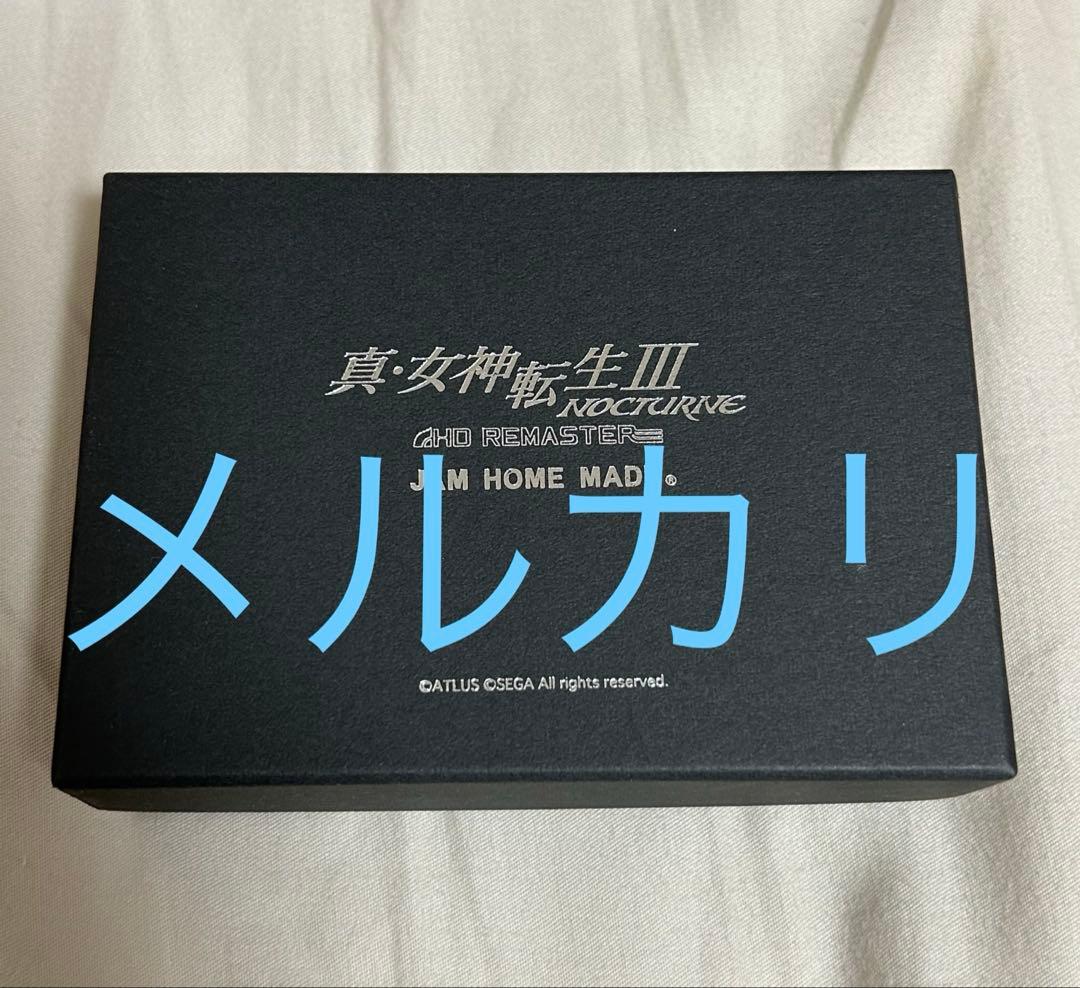 真・女神転生III
NOCTURNE
HD REMASTER
JAM HOME MADE®
メルカリ
©ATLUS ©SEGA All rights reserved.